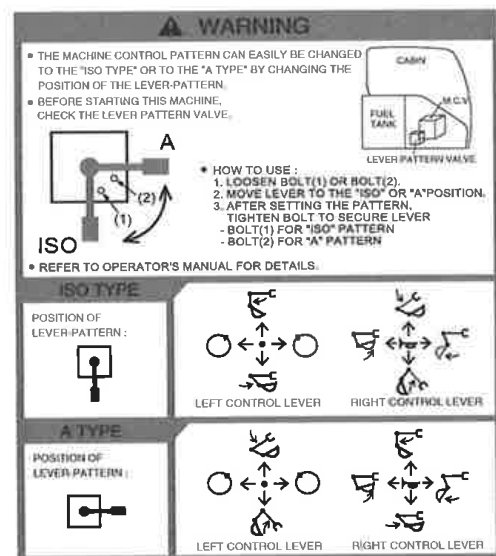 WARNING
• THE MACHINE CONTROL PATTERN CAN EASILY BE CHANGED
TO THE "ISO TYPE" OR TO THE "A TYPE" BY CHANGING THE
POSITION OF THE LEVER-PATTERN.
• BEFORE STARTING THIS MACHINE,
CHECK THE LEVER PATTERN VALVE.
CABIN
M.C.V
FUEL
TANK
LEVER PATTERN VALVE
A
(2)
(1)
ISO
• HOW TO USE :
1. LOOSEN BOLT(1) OR BOLT(2).
2. MOVE LEVER TO THE "ISO" OR "A"POSITION.
3. AFTER SETTING THE PATTERN,
TIGHTEN BOLT TO SECURE LEVER
- BOLT(1) FOR "ISO" PATTERN
- BOLT(2) FOR "A" PATTERN
• REFER TO OPERATOR'S MANUAL FOR DETAILS.
ISO TYPE
POSITION OF
LEVER-PATTERN :
LEFT CONTROL LEVER
RIGHT CONTROL LEVER
A TYPE
POSITION OF
LEVER-PATTERN :
LEFT CONTROL LEVER
RIGHT CONTROL LEVER